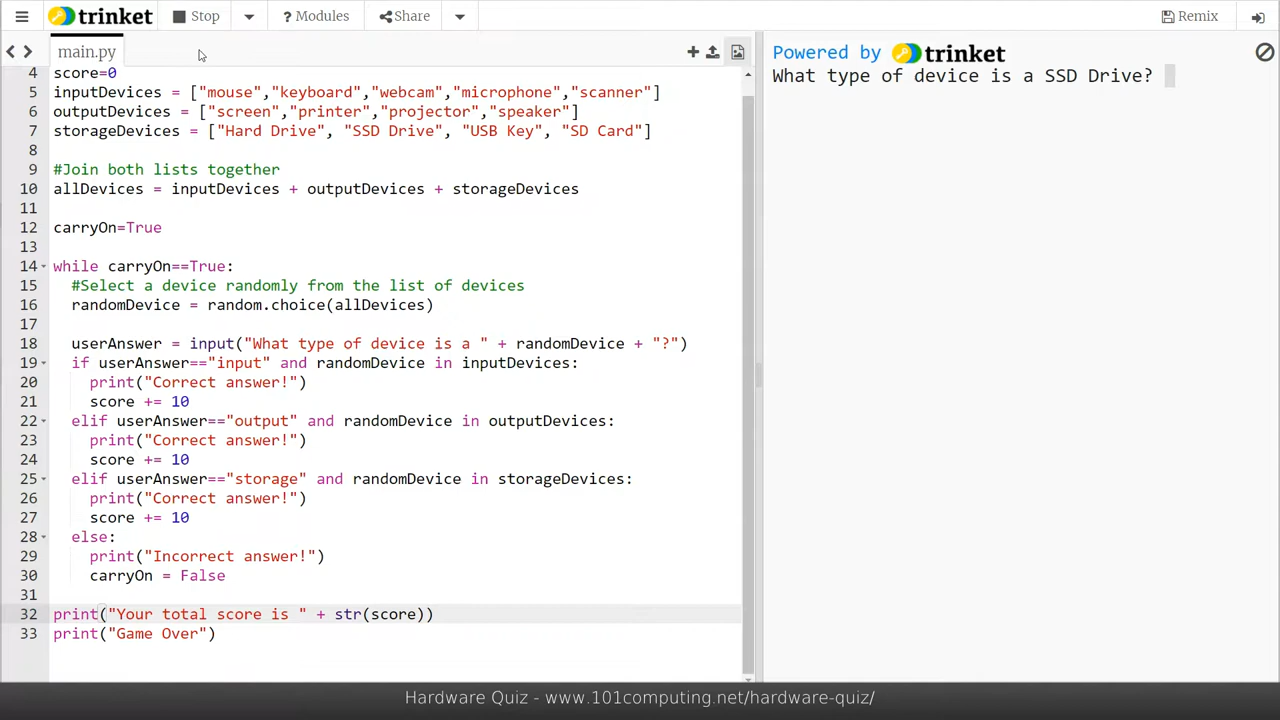 trinket Stop ? Modules Share Remix
main.py
4 score=0
5 inputDevices = ["mouse","keyboard","webcam","microphone","scanner"]
6 outputDevices = ["screen","printer","projector","speaker"]
7 storageDevices = ["Hard Drive", "SSD Drive", "USB Key", "SD Card"]
8
9 #Join both lists together
10 allDevices = inputDevices + outputDevices + storageDevices
11
12 carryOn=True
13
14 while carryOn==True:
15 #Select a device randomly from the list of devices
16 randomDevice = random.choice(allDevices)
17
18 userAnswer = input("What type of device is a " + randomDevice + "?")
19 if userAnswer=="input" and randomDevice in inputDevices:
20 print("Correct answer!")
21 score += 10
22 elif userAnswer=="output" and randomDevice in outputDevices:
23 print("Correct answer!")
24 score += 10
25 elif userAnswer=="storage" and randomDevice in storageDevices:
26 print("Correct answer!")
27 score += 10
28 else:
29 print("Incorrect answer!")
30 carryOn = False
31
32 print("Your total score is " + str(score))
33 print("Game Over")
Powered by trinket
What type of device is a SSD Drive?
Hardware Quiz - www.101computing.net/hardware-quiz/